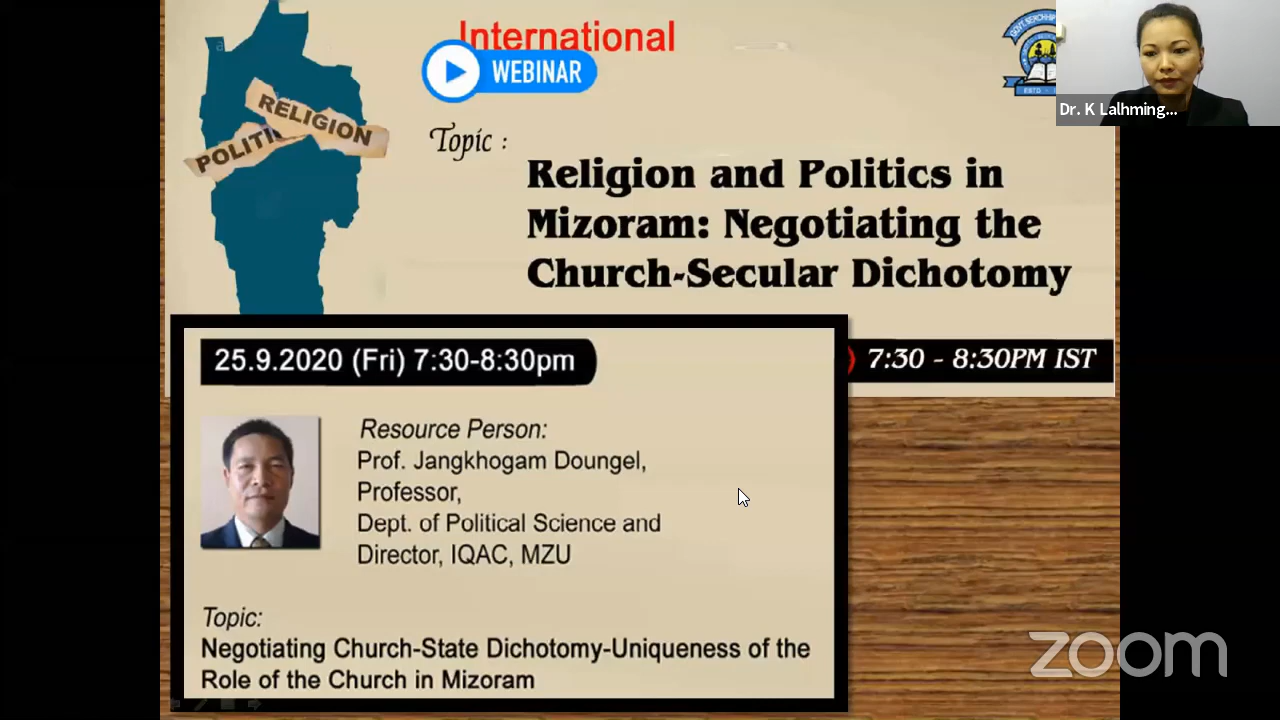 International
WEBINAR
RELIGION
Topic :
Religion and Politics in
Mizoram: Negotiating the
Church-Secular Dichotomy
Dr. K Lalhming...
7:30 - 8:30PM IST
25.9.2020 (Fri) 7:30-8:30pm
Resource Person:
Prof. Jangkhogam Doungel,
Professor,
Dept. of Political Science and
Director, IQAC, MZU
Topic:
Negotiating Church-State Dichotomy-Uniqueness of the
Role of the Church in Mizoram
zoom